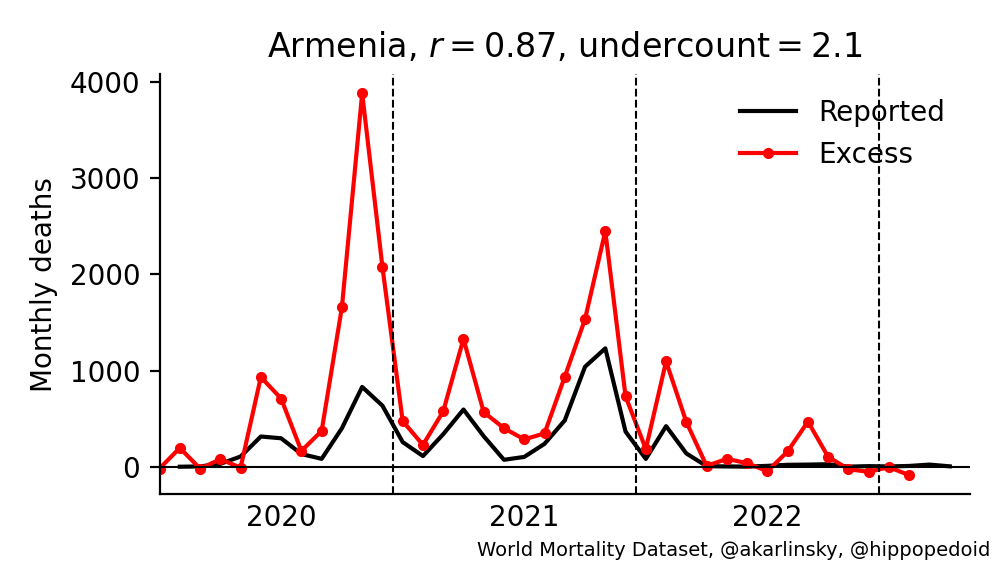 Armenia, r = 0.87, undercount = 2.1
4000
3000
2000
1000
0
Monthly deaths
Reported
Excess
2020
2021
2022
World Mortality Dataset, @akarlinsky, @hippopedoid